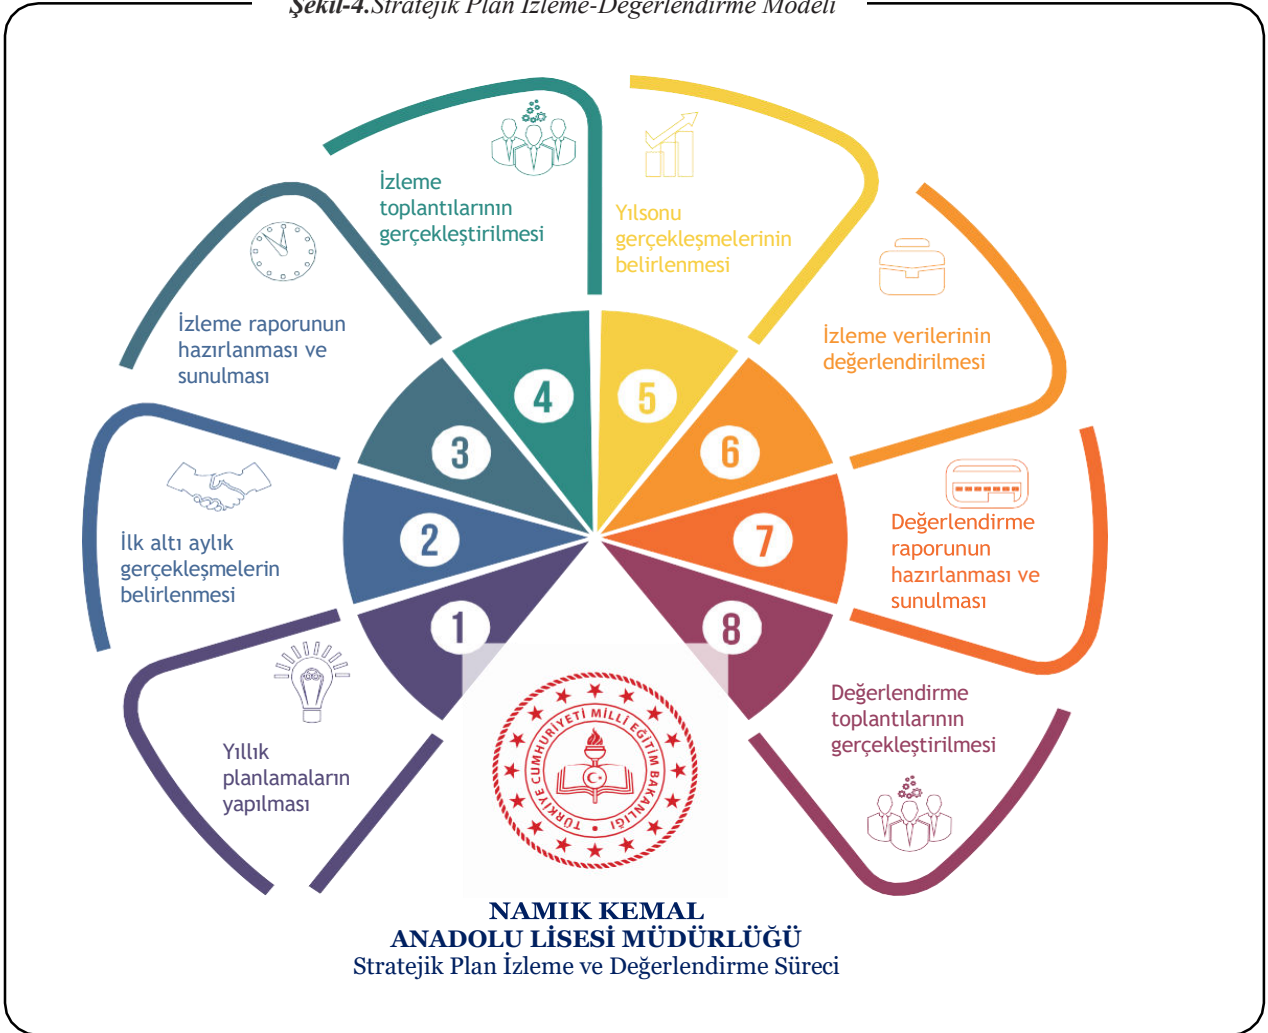 Şekil-4.Stratejik Plan İzleme-Değerlendirme Modeli
İzleme
toplantılarının
gerçekleştirilmesi
Yılsonu
gerçekleşmelerinin
belirlenmesi
İzleme raporunun
hazırlanması ve
sunulması
İzleme verilerinin
değerlendirilmesi
İlk altı aylık
gerçekleşmelerin
belirlenmesi
Değerlendirme
raporunun
hazırlanması ve
sunulması
Yıllık
planlamaların
yapılması
Değerlendirme
toplantılarının
gerçekleştirilmesi
1
2
3
4
5
6
7
8
TÜRKİYE CUMHURİYETİ MİLLİ EĞİTİM BAKANLIĞI
NAMIK KEMAL
ANADOLU LİSESİ MÜDÜRLÜĞÜ
Stratejik Plan İzleme ve Değerlendirme Süreci